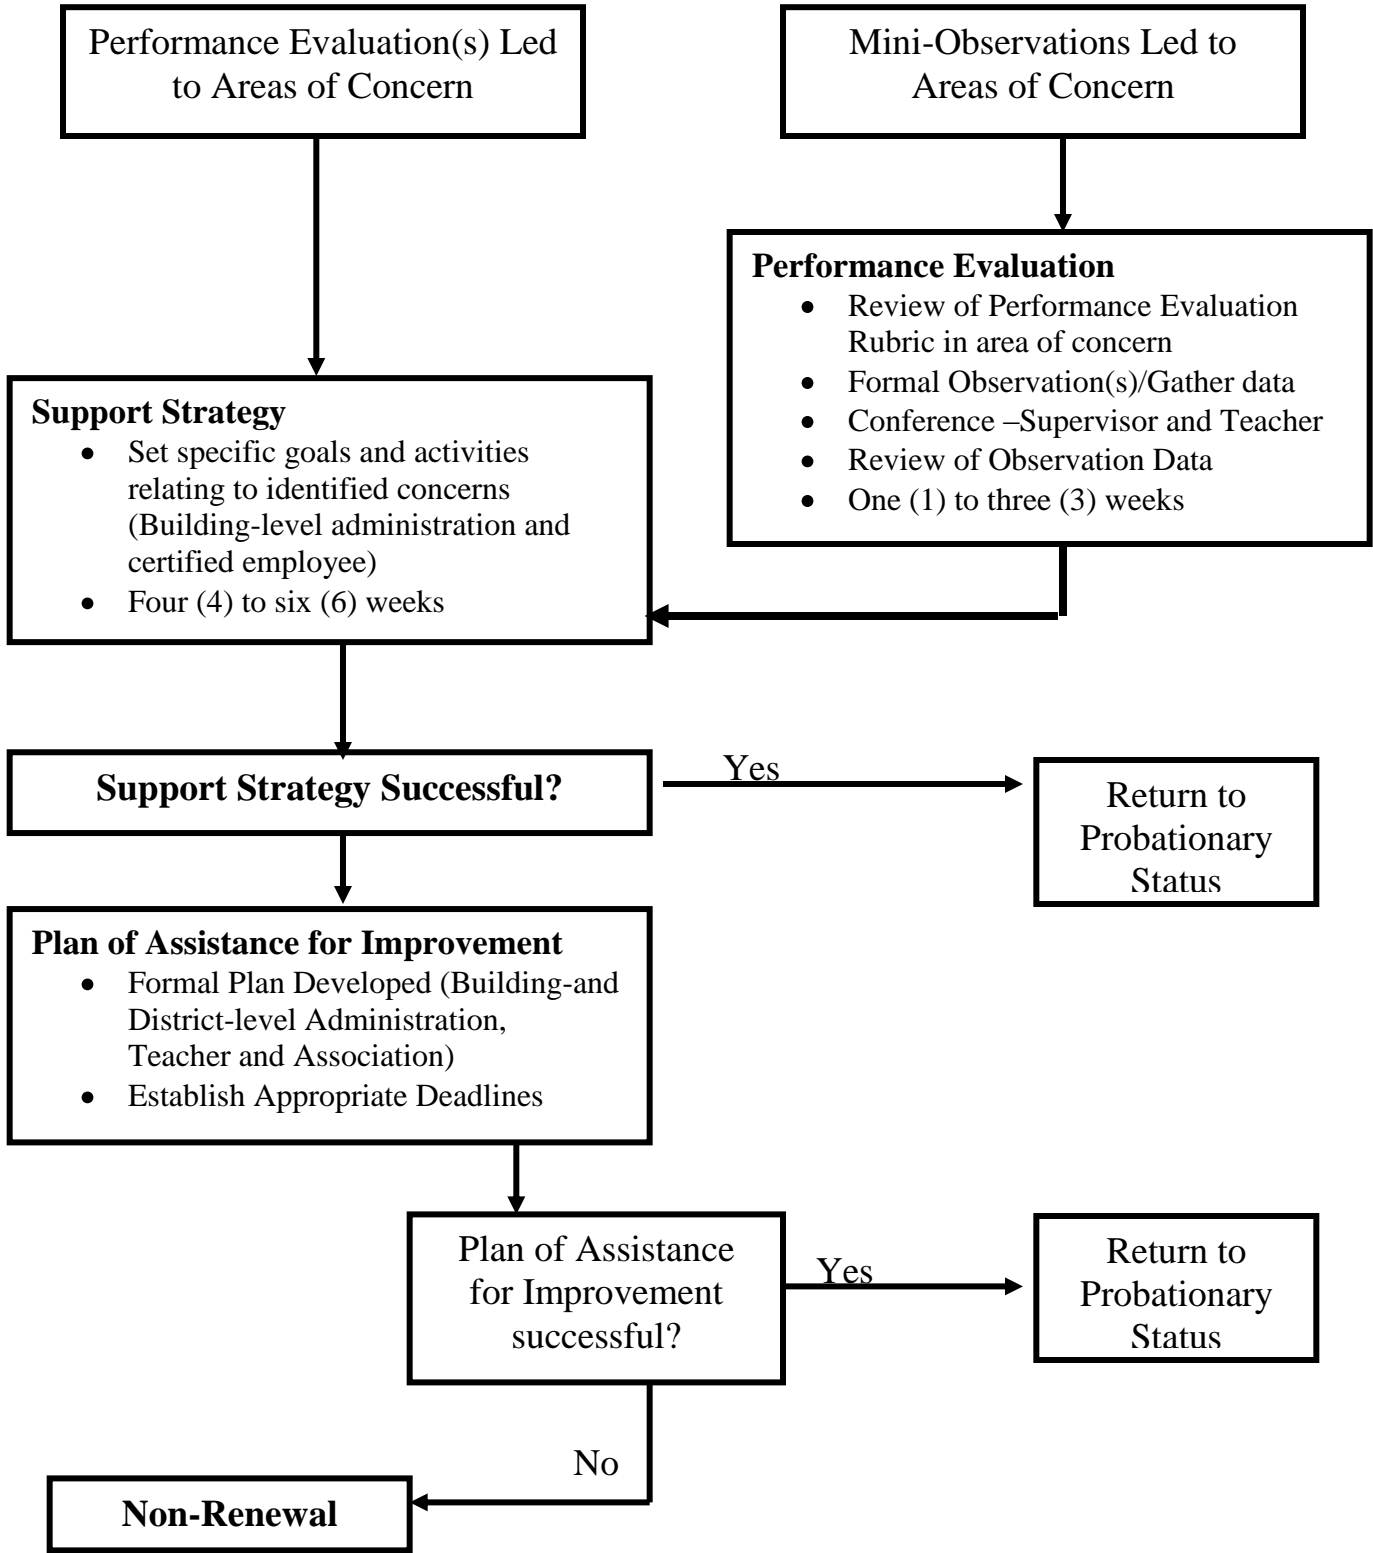 Performance Evaluation(s) Led
to Areas of Concern
Mini-Observations Led to
Areas of Concern
Performance Evaluation
• Review of Performance Evaluation
Rubric in area of concern
• Formal Observation(s)/Gather data
• Conference –Supervisor and Teacher
• Review of Observation Data
• One (1) to three (3) weeks
Support Strategy
• Set specific goals and activities
relating to identified concerns
(Building-level administration and
certified employee)
• Four (4) to six (6) weeks
Support Strategy Successful?
Yes
Return to
Probationary
Status
Plan of Assistance for Improvement
• Formal Plan Developed (Building-and
District-level Administration,
Teacher and Association)
• Establish Appropriate Deadlines
Plan of Assistance
for Improvement
successful?
Yes
Return to
Probationary
Status
No
Non-Renewal